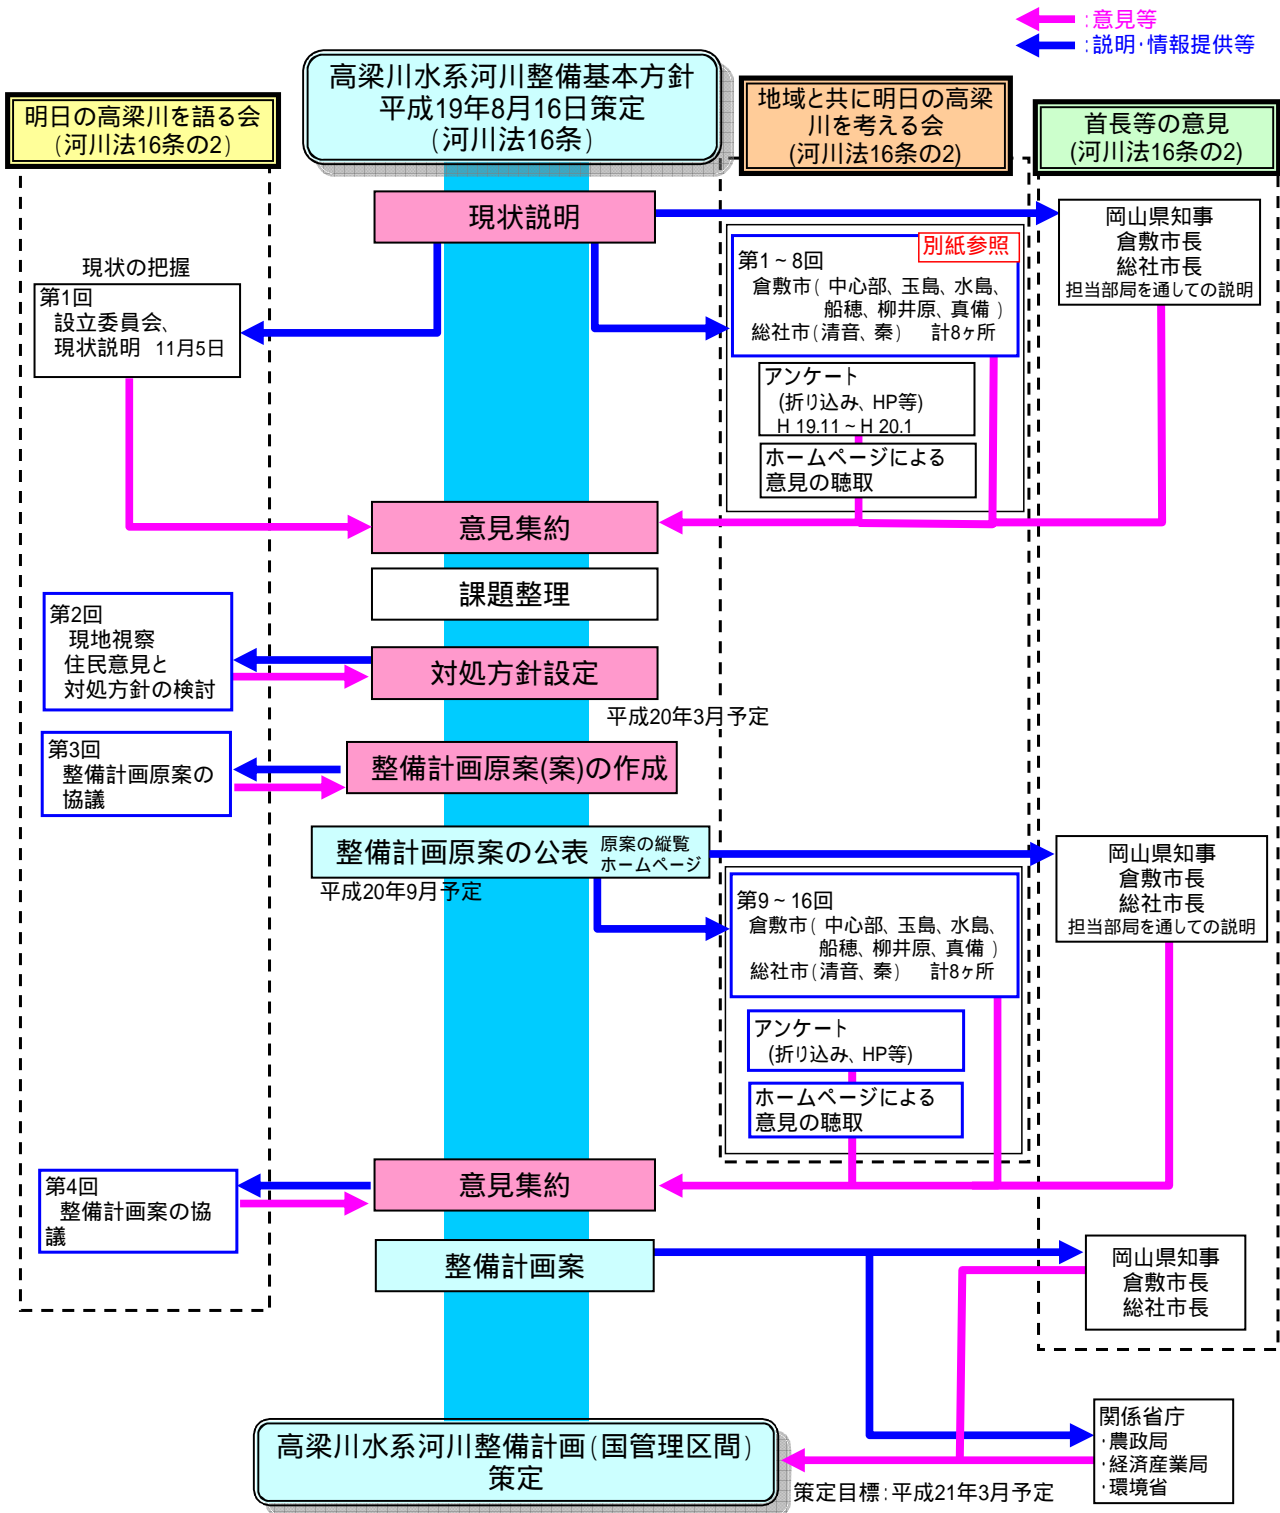 :意見等
:説明・情報提供等
高梁川水系河川整備基本方針
平成19年8月16日策定
(河川法16条)
明日の高梁川を語る会
(河川法16条の2)
地域と共に明日の高梁
川を考える会
(河川法16条の2)
首長等の意見
(河川法16条の2)
現状説明
岡山県知事
倉敷市長
総社市長
担当部局を通しての説明
別紙参照
第1~8回
倉敷市(中心部、玉島、水島、
船穂、柳井原、真備)
総社市(清音、秦) 計8ヶ所
現状の把握
第1回
設立委員会、
現状説明 11月5日
アンケート
(折り込み、HP等)
H 19.11~H 20.1
ホームページによる
意見の聴取
意見集約
課題整理
第2回
現地視察
住民意見と
対処方針の検討
対処方針設定
平成20年3月予定
第3回
整備計画原案の
協議
整備計画原案(案)の作成
整備計画原案の公表 原案の縦覧
ホームページ
平成20年9月予定
岡山県知事
倉敷市長
総社市長
担当部局を通しての説明
第9~16回
倉敷市(中心部、玉島、水島、
船穂、柳井原、真備)
総社市(清音、秦) 計8ヶ所
アンケート
(折り込み、HP等)
ホームページによる
意見の聴取
意見集約
第4回
整備計画案の協
議
整備計画案
岡山県知事
倉敷市長
総社市長
関係省庁
・農政局
・経済産業局
・環境省
高梁川水系河川整備計画(国管理区間)
策定
策定目標:平成21年3月予定